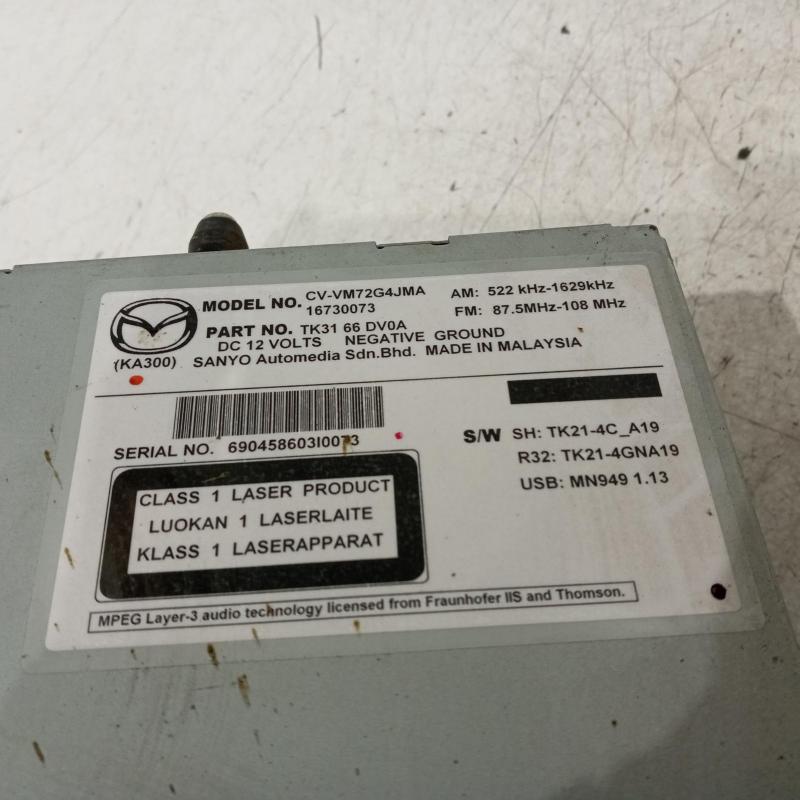 MODEL NO. CV-VM72G4JMA
16730073
AM: 522 kHz-1629kHz
FM: 87.5MHz-108 MHz
PART NO. TK31 66 DV0A
DC 12 VOLTS NEGATIVE GROUND
(KA300) SANYO Automedia Sdn.Bhd. MADE IN MALAYSIA
SERIAL NO. 690458603I0073
S/W SH: TK21-4C_A19
R32: TK21-4GNA19
USB: MN949 1.13
CLASS 1 LASER PRODUCT
LUOKAN 1 LASERLAITE
KLASS 1 LASERAPPARAT
MPEG Layer-3 audio technology licensed from Fraunhofer IIS and Thomson.